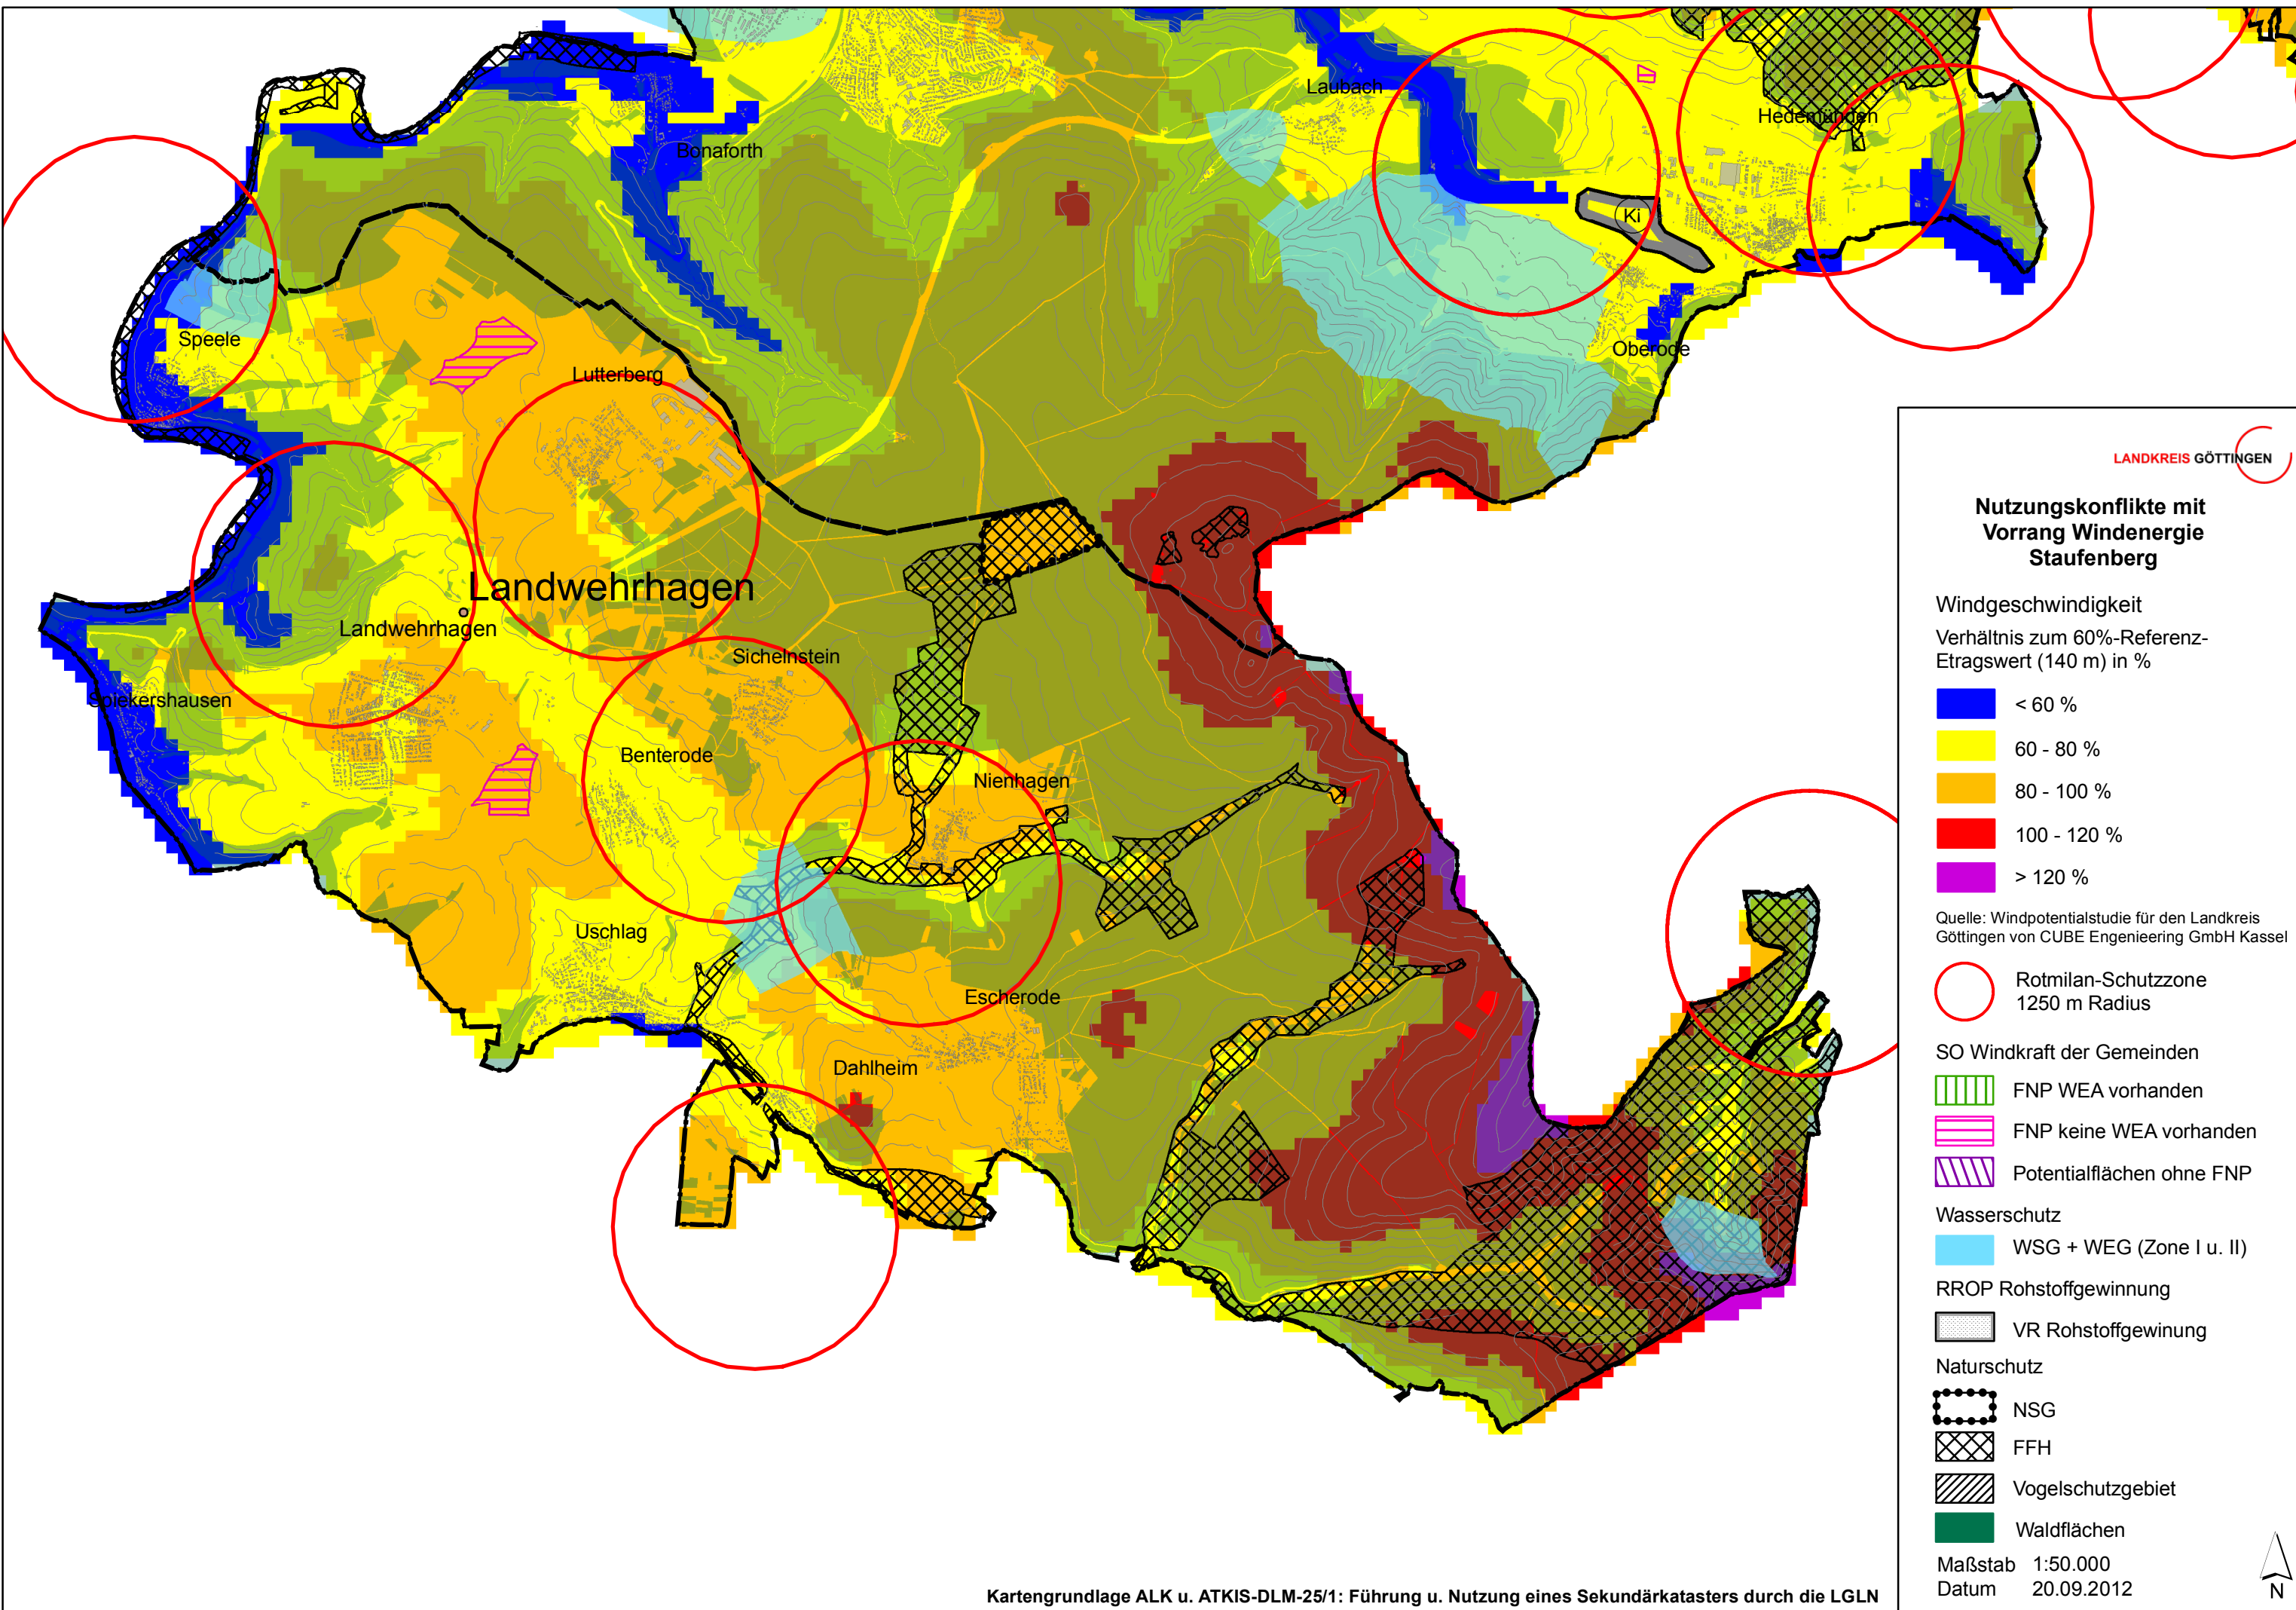 Laubach
Hedemünden
Bonaforth
Ki
Speele
Oberode
Lutterberg
Landwehrhagen
Landwehrhagen
Sichelnstein
Spiekershausen
Benterode
Nienhagen
Uschlag
Escherode
Dahlheim
LANDKREIS GÖTTINGEN
Nutzungskonflikte mit
Vorrang Windenergie
Staufenberg
Windgeschwindigkeit
Verhältnis zum 60%-Referenz-
Etragswert (140 m) in %
< 60 %
60 - 80 %
80 - 100 %
100 - 120 %
> 120 %
Quelle: Windpotentialstudie für den Landkreis
Göttingen von CUBE Engenieering GmbH Kassel
Rotmilan-Schutzzone
1250 m Radius
SO Windkraft der Gemeinden
FNP WEA vorhanden
FNP keine WEA vorhanden
Potentialflächen ohne FNP
Wasserschutz
WSG + WEG (Zone I u. II)
RROP Rohstoffgewinnung
VR Rohstoffgewinung
Naturschutz
NSG
FFH
Vogelschutzgebiet
Waldflächen
Maßstab 1:50.000
Datum 20.09.2012
N
Kartengrundlage ALK u. ATKIS-DLM-25/1: Führung u. Nutzung eines Sekundärkatasters durch die LGLN